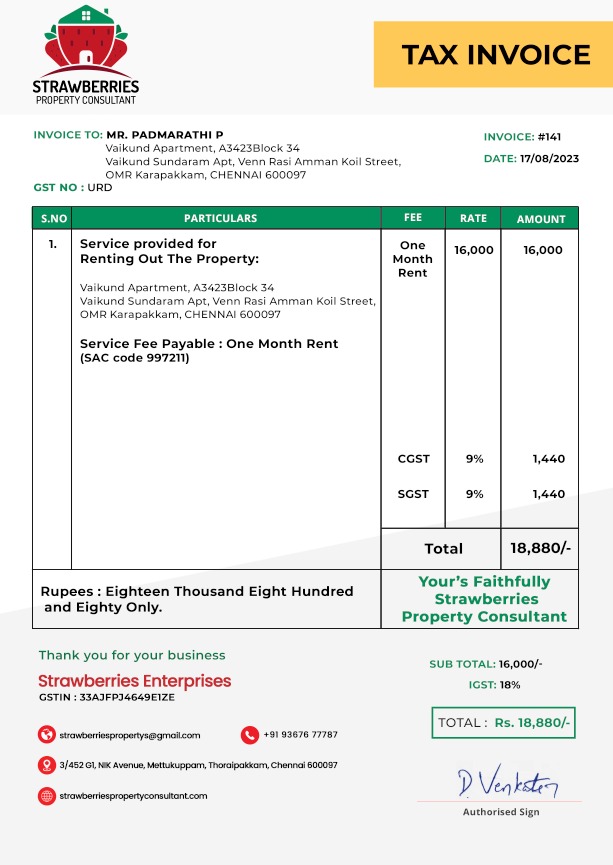 STRAWBERRIES
PROPERTY CONSULTANT
TAX INVOICE
INVOICE TO: MR. PADMARATHI P
Vaikund Apartment, A3423Block 34
Vaikund Sundaram Apt, Venn Rasi Amman Koil Street,
OMR Karapakkam, CHENNAI 600097
GST NO : URD
INVOICE: #141
DATE: 17/08/2023
S.NO PARTICULARS FEE RATE AMOUNT
1. Service provided for
Renting Out The Property:
One
Month
Rent
16,000 16,000
Vaikund Apartment, A3423Block 34
Vaikund Sundaram Apt, Venn Rasi Amman Koil Street,
OMR Karapakkam, CHENNAI 600097
Service Fee Payable : One Month Rent
(SAC code 997211)
CGST 9% 1,440
SGST 9% 1,440
Total 18,880/-
Rupees : Eighteen Thousand Eight Hundred
and Eighty Only.
Your's Faithfully
Strawberries
Property Consultant
Thank you for your business
Strawberries Enterprises
GSTIN : 33AJFPJ4649E1ZE
SUB TOTAL: 16,000/-
IGST: 18%
TOTAL : Rs. 18,880/-
strawberriespropertys@gmail.com +91 93676 77787
3/452 G1, NIK Avenue, Mettukuppam, Thoraipakkam, Chennai 600097
strawberriespropertyconsultant.com
D. Venkates
Authorised Sign